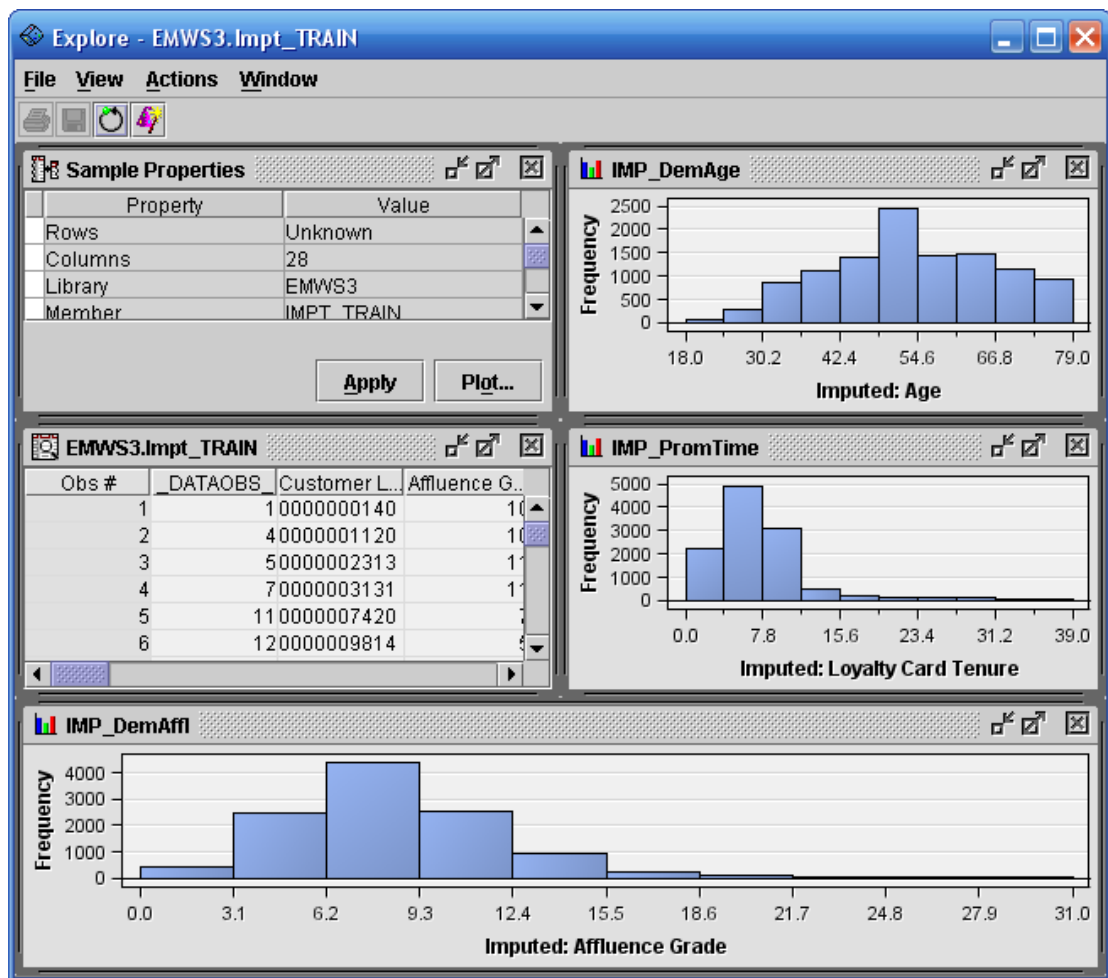 Explore - EMWS3.Impt_TRAIN
File View Actions Window
Sample Properties
Property Value
Rows Unknown
Columns 28
Library EMWS3
Member IMPT_TRAIN
Apply Plot...
IMP_DemAge
Frequency
2500
2000
1500
1000
500
0
18.0 30.2 42.4 54.6 66.8 79.0
Imputed: Age
EMWS3.Impt_TRAIN
Obs # _DATAOBS_ Customer L... Affluence G..
1 1 0000000140 10
2 4 0000001120 10
3 5 0000002313 11
4 7 0000003131 11
5 11 0000007420
6 12 0000009814
IMP_PromTime
Frequency
5000
4000
3000
2000
1000
0
0.0 7.8 15.6 23.4 31.2 39.0
Imputed: Loyalty Card Tenure
IMP_DemAffl
Frequency
4000
3000
2000
1000
0
0.0 3.1 6.2 9.3 12.4 15.5 18.6 21.7 24.8 27.9 31.0
Imputed: Affluence Grade